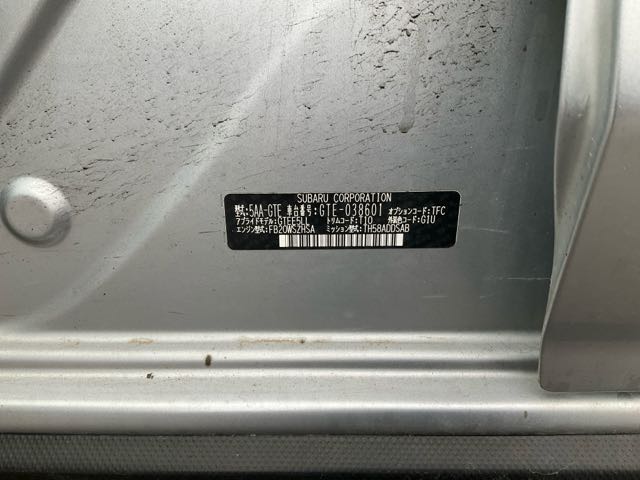 SUBARU CORPORATION
型式:5AA-GTE 車台番号:GTE-038601 オプションコード:TFC
アプライドモデル:GTEE5LL トリムコード:T10 外装色コード:G1U
エンジン型式:FB20WSZHSA ミッション型式:TH58ADDSAB